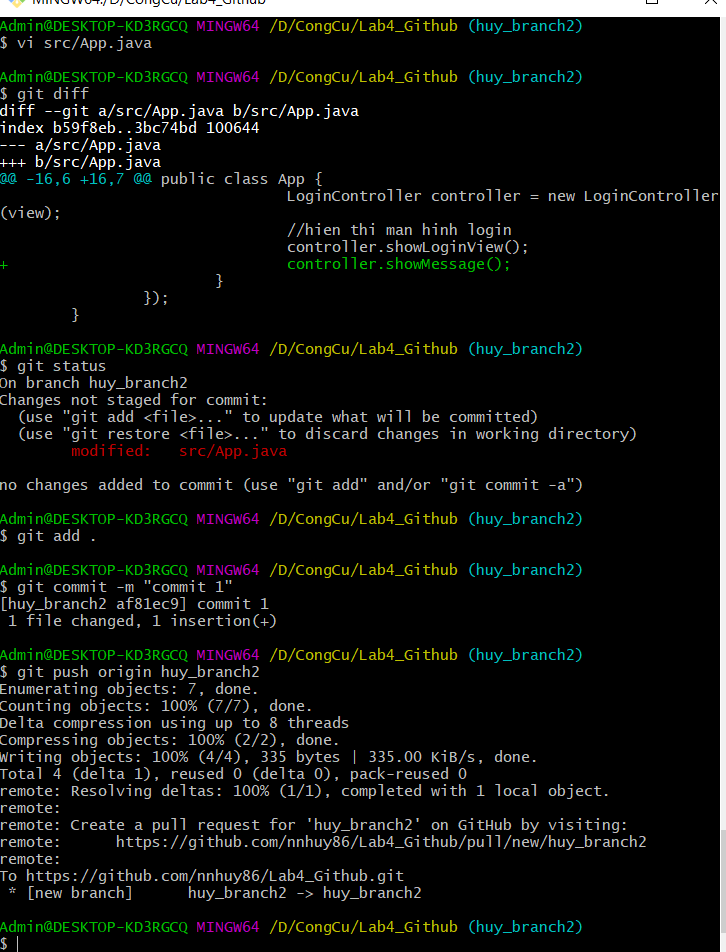 MINGW64:/D/CongCu/Lab4_Github
Admin@DESKTOP-KD3RGCQ MINGW64 /D/CongCu/Lab4_Github (huy_branch2)
$ vi src/App.java
Admin@DESKTOP-KD3RGCQ MINGW64 /D/CongCu/Lab4_Github (huy_branch2)
$ git diff
diff --git a/src/App.java b/src/App.java
index b59f8eb..3bc74bd 100644
--- a/src/App.java
+++ b/src/App.java
@@ -16,6 +16,7 @@ public class App {
LoginController controller = new LoginController
(view);
//hien thi man hinh login
controller.showLoginView();
+ controller.showMessage();
}
});
}
Admin@DESKTOP-KD3RGCQ MINGW64 /D/CongCu/Lab4_Github (huy_branch2)
$ git status
On branch huy_branch2
Changes not staged for commit:
(use "git add <file>..." to update what will be committed)
(use "git restore <file>..." to discard changes in working directory)
modified: src/App.java
no changes added to commit (use "git add" and/or "git commit -a")
Admin@DESKTOP-KD3RGCQ MINGW64 /D/CongCu/Lab4_Github (huy_branch2)
$ git add .
Admin@DESKTOP-KD3RGCQ MINGW64 /D/CongCu/Lab4_Github (huy_branch2)
$ git commit -m "commit 1"
[huy_branch2 af81ec9] commit 1
1 file changed, 1 insertion(+)
Admin@DESKTOP-KD3RGCQ MINGW64 /D/CongCu/Lab4_Github (huy_branch2)
$ git push origin huy_branch2
Enumerating objects: 7, done.
Counting objects: 100% (7/7), done.
Delta compression using up to 8 threads
Compressing objects: 100% (2/2), done.
Writing objects: 100% (4/4), 335 bytes | 335.00 KiB/s, done.
Total 4 (delta 1), reused 0 (delta 0), pack-reused 0
remote: Resolving deltas: 100% (1/1), completed with 1 local object.
remote:
remote: Create a pull request for 'huy_branch2' on GitHub by visiting:
remote: https://github.com/nnhuy86/Lab4_Github/pull/new/huy_branch2
remote:
To https://github.com/nnhuy86/Lab4_Github.git
* [new branch] huy_branch2 -> huy_branch2
Admin@DESKTOP-KD3RGCQ MINGW64 /D/CongCu/Lab4_Github (huy_branch2)
$